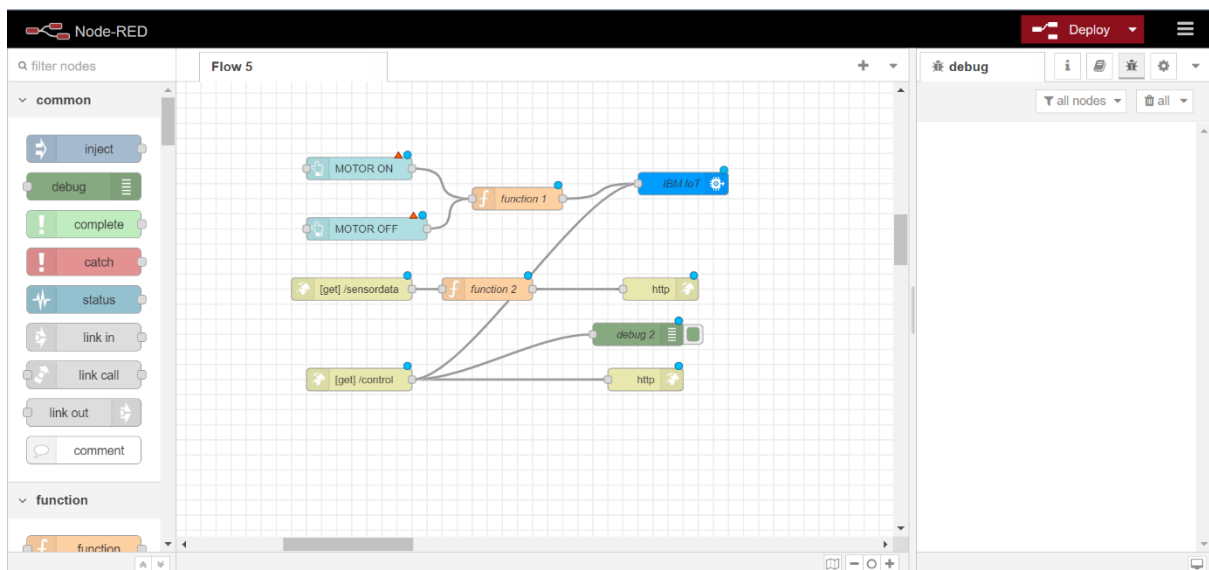 Node-RED
Deploy
filter nodes
Flow 5
debug
i
all nodes
all
common
inject
debug
complete
catch
status
link in
link call
link out
comment
function
function
MOTOR ON
MOTOR OFF
function 1
IBM IoT
[get] /sensordata
function 2
http
debug 2
[get] /control
http